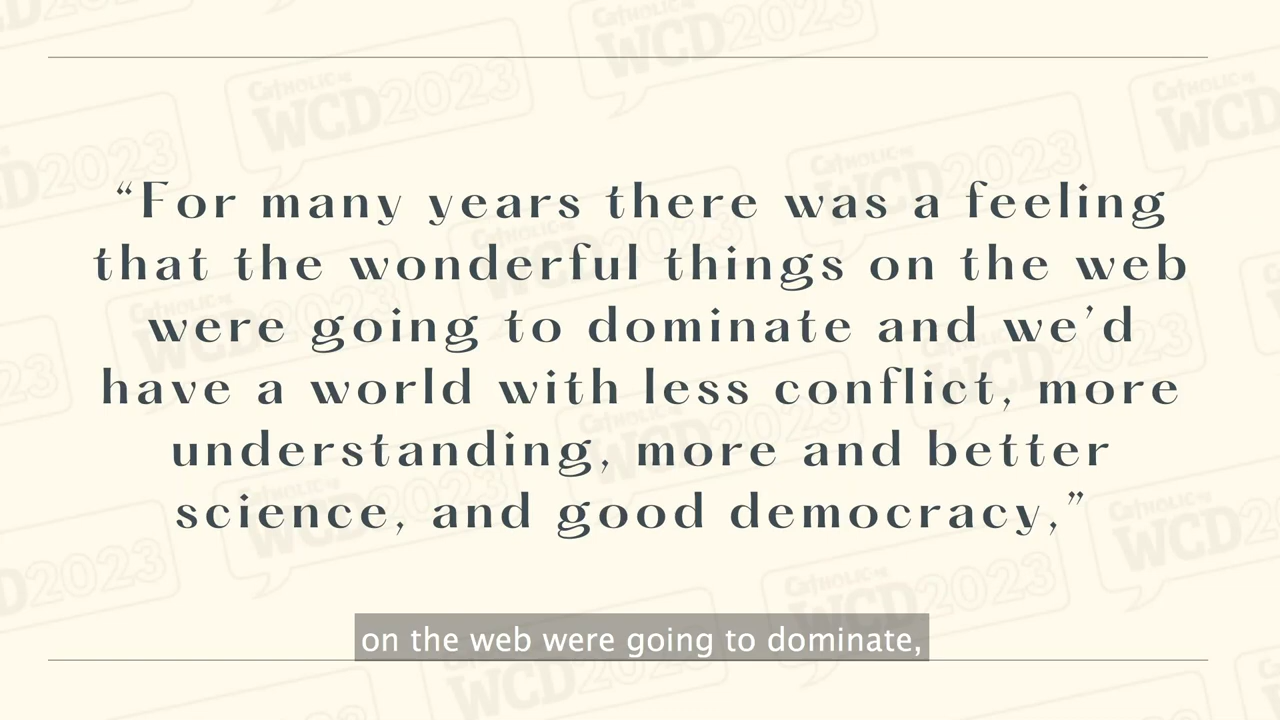 “For many years there was a feeling
that the wonderful things on the web
were going to dominate and we’d
have a world with less conflict, more
understanding, more and better
science, and good democracy,”
on the web were going to dominate,